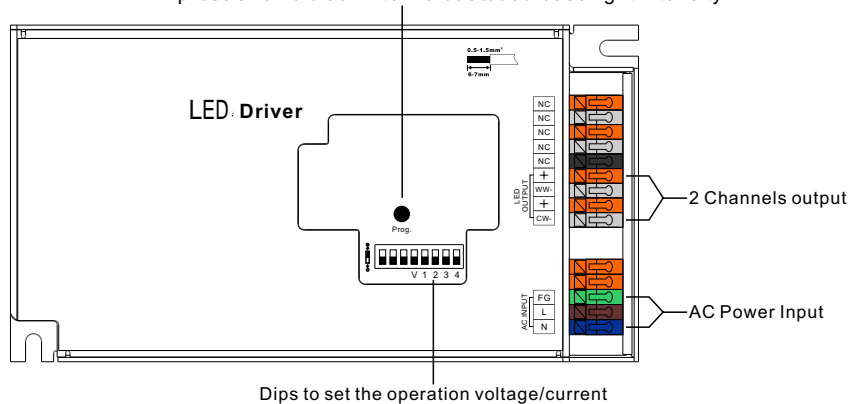 0.5-1.5mm²
6-7mm
LED Driver
NC
NC
NC
NC
NC
+
WW-
+
CW-
LED OUTPUT
2 Channels output
Prog.
V 1 2 3 4
FG
L
N
AC INPUT
AC Power Input
Dips to set the operation voltage/current